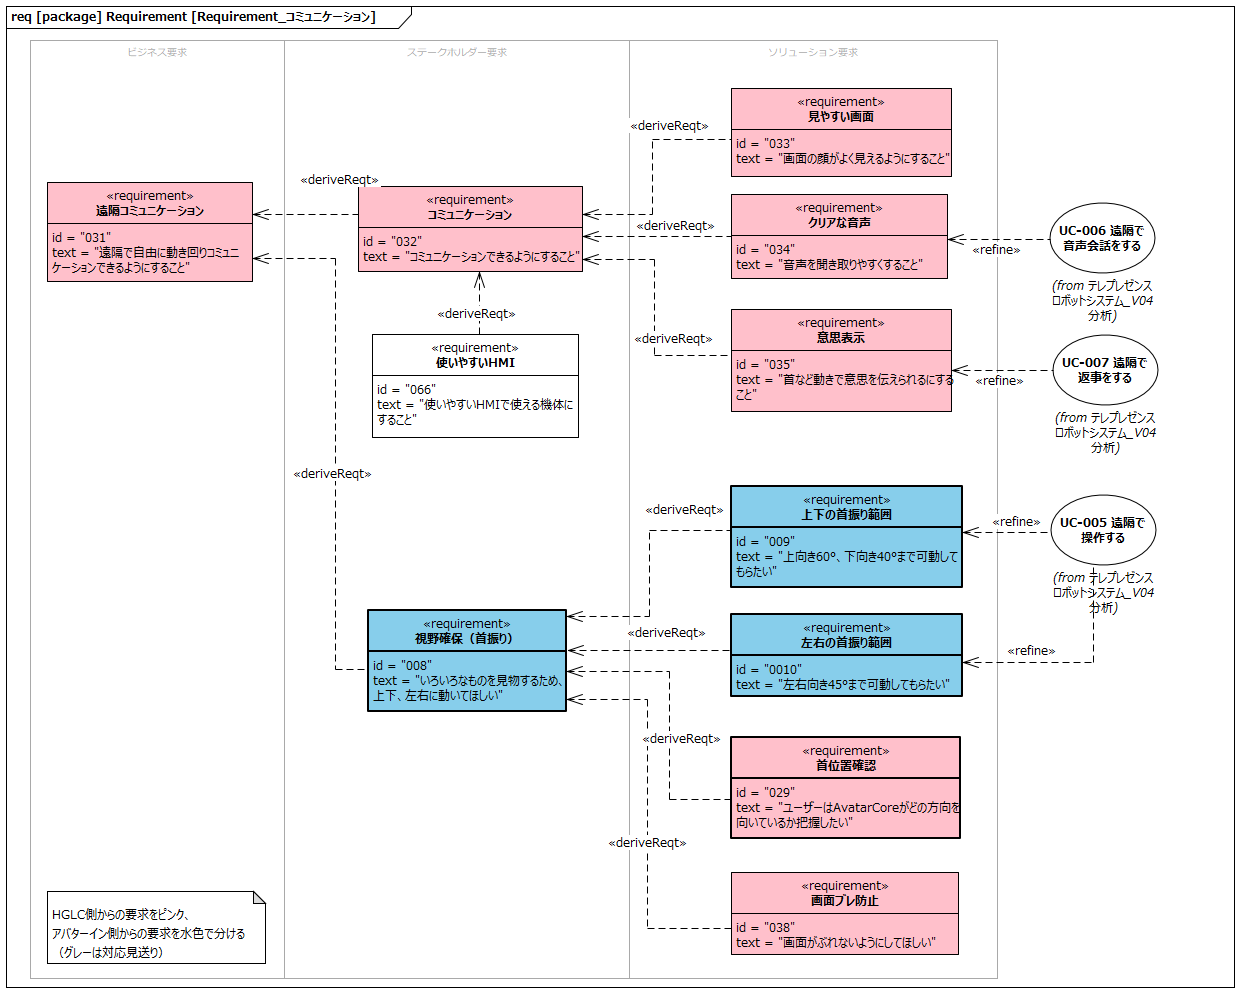 req [package] Requirement [Requirement_コミュニケーション]
ビジネス要求
ステークホルダー要求
ソリューション要求
«requirement»
遠隔コミュニケーション
id = "031"
text = "遠隔で自由に動き回りコミュニ
ケーションできるようにすること"
«deriveReqt»
«requirement»
コミュニケーション
id = "032"
text = "コミュニケーションできるようにすること"
«deriveReqt»
«requirement»
使いやすいHMI
id = "066"
text = "使いやすいHMIで使える機体に
すること"
«deriveReqt»
«deriveReqt»
«requirement»
見やすい画面
id = "033"
text = "画面の顔がよく見えるようにすること"
«deriveReqt»
«requirement»
クリアな音声
id = "034"
text = "音声を聞き取りやすくすること"
«refine»
UC-006 遠隔で
音声会話をする
(from テレプレゼンス
ロボットシステム_V04
分析)
«deriveReqt»
«requirement»
意思表示
id = "035"
text = "首など動きで意思を伝えられるにする
こと"
«refine»
UC-007 遠隔で
返事をする
(from テレプレゼンス
ロボットシステム_V04
分析)
«requirement»
視野確保（首振り）
id = "008"
text = "いろいろなものを見物するため、
上下、左右に動いてほしい"
«deriveReqt»
«requirement»
上下の首振り範囲
id = "009"
text = "上向き60°、下向き40°まで可動して
もらたい"
«refine»
UC-005 遠隔で
操作する
(from テレプレゼンス
ロボットシステム_V04
分析)
«deriveReqt»
«requirement»
左右の首振り範囲
id = "0010"
text = "左右向き45°まで可動してもらたい"
«refine»
«deriveReqt»
«requirement»
首位置確認
id = "029"
text = "ユーザーはAvatarCoreがどの方向を
向いているか把握したい"
«deriveReqt»
«requirement»
画面ブレ防止
id = "038"
text = "画面がぶれないようにしてほしい"
HGLC側からの要求をピンク、
アバターイン側からの要求を水色で分ける
（グレーは対応見送り）